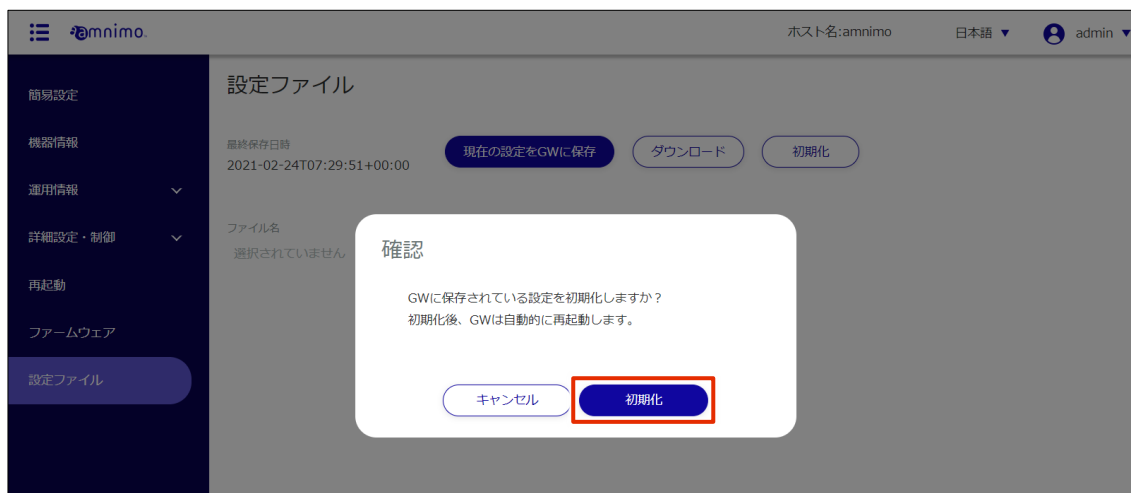 amnimo.
ホスト名:amnimo
日本語 ▼
admin ▼
簡易設定
機器情報
運用情報
詳細設定・制御
再起動
ファームウェア
設定ファイル
設定ファイル
最終保存日時
2021-02-24T07:29:51+00:00
現在の設定をGWに保存
ダウンロード
初期化
ファイル名
選択されていません
確認
GWに保存されている設定を初期化しますか？
初期化後、GWは自動的に再起動します。
キャンセル
初期化